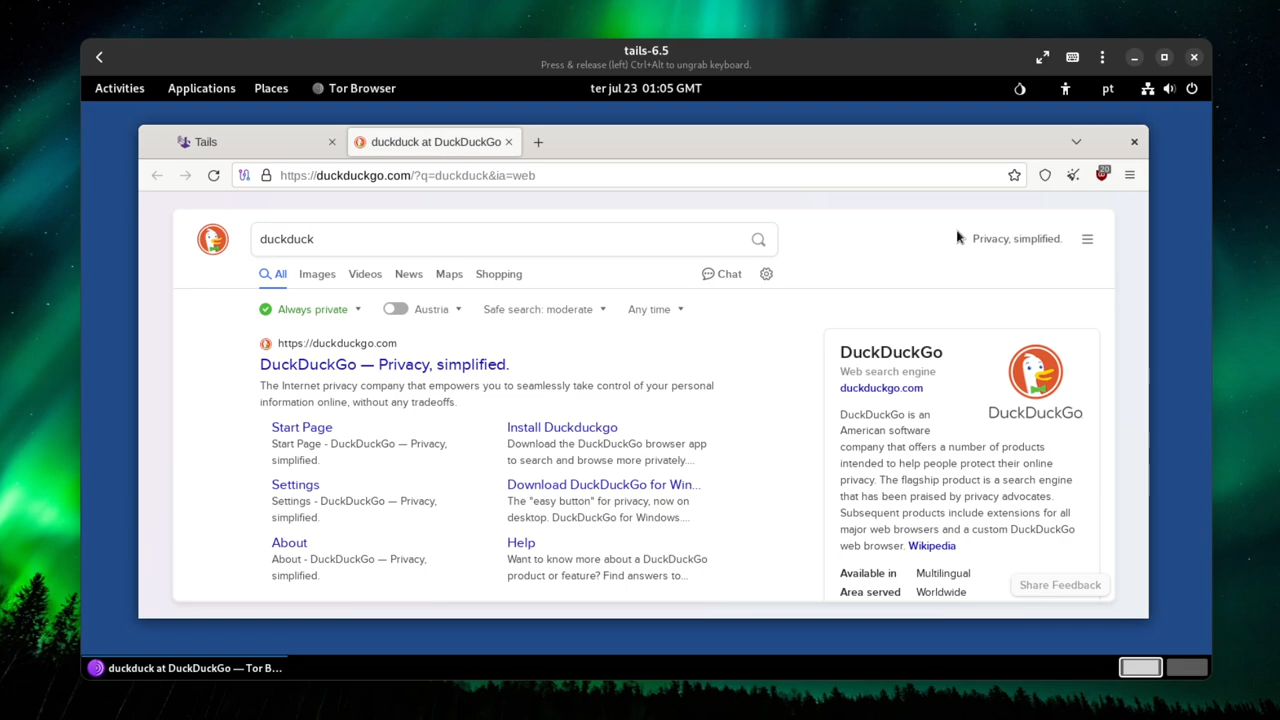 tails-6.5
Press & release (left) Ctrl+Alt to ungrab keyboard.
Activities Applications Places Tor Browser ter jul 23 01:05 GMT pt
Tails duckduck at DuckDuckGo
https://duckduckgo.com/?q=duckduck&ia=web 20
duckduck Privacy, simplified.
All Images Videos News Maps Shopping Chat
Always private Austria Safe search: moderate Any time
https://duckduckgo.com
DuckDuckGo — Privacy, simplified.
The Internet privacy company that empowers you to seamlessly take control of your personal
information online, without any tradeoffs.
Start Page
Start Page - DuckDuckGo — Privacy,
simplified.
Install Duckduckgo
Download the DuckDuckGo browser app
to search and browse more privately....
Settings
Settings - DuckDuckGo — Privacy,
simplified.
Download DuckDuckGo for Win...
The "easy button" for privacy, now on
desktop. DuckDuckGo for Windows....
About
About - DuckDuckGo — Privacy,
simplified.
Help
Want to know more about a DuckDuckGo
product or feature? Find answers to...
DuckDuckGo
Web search engine
duckduckgo.com
DuckDuckGo
DuckDuckGo is an
American software
company that offers a number of products
intended to help people protect their online
privacy. The flagship product is a search engine
that has been praised by privacy advocates.
Subsequent products include extensions for all
major web browsers and a custom DuckDuckGo
web browser. Wikipedia
Available in Multilingual
Area served Worldwide
Share Feedback
duckduck at DuckDuckGo — Tor B...